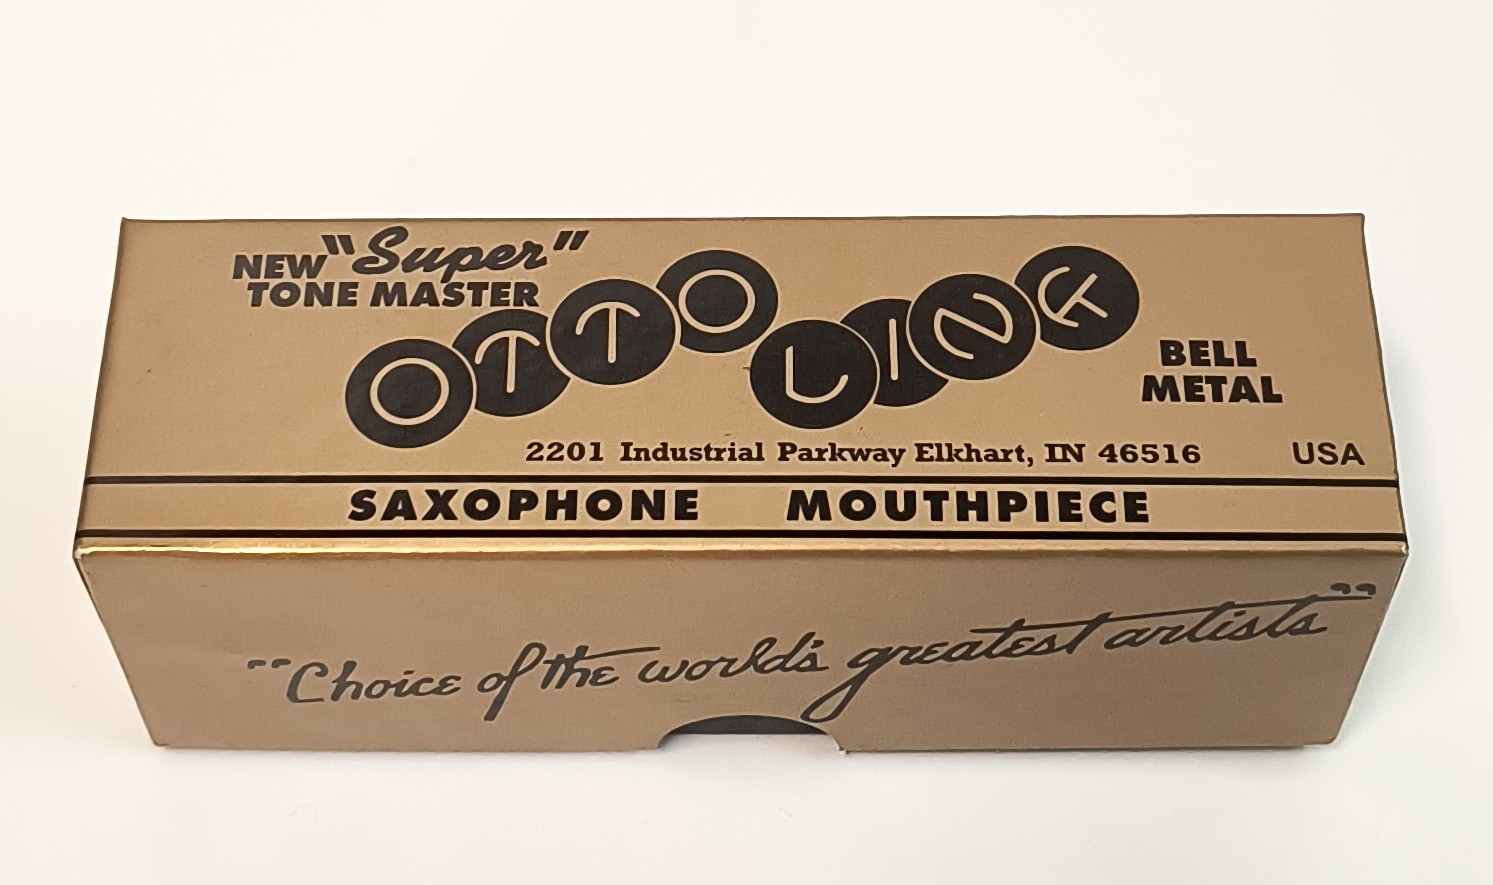 NEW "Super"
TONE MASTER
OTTO LINK
BELL
METAL
2201 Industrial Parkway Elkhart, IN 46516 USA
SAXOPHONE MOUTHPIECE
"Choice of the world's greatest artists"